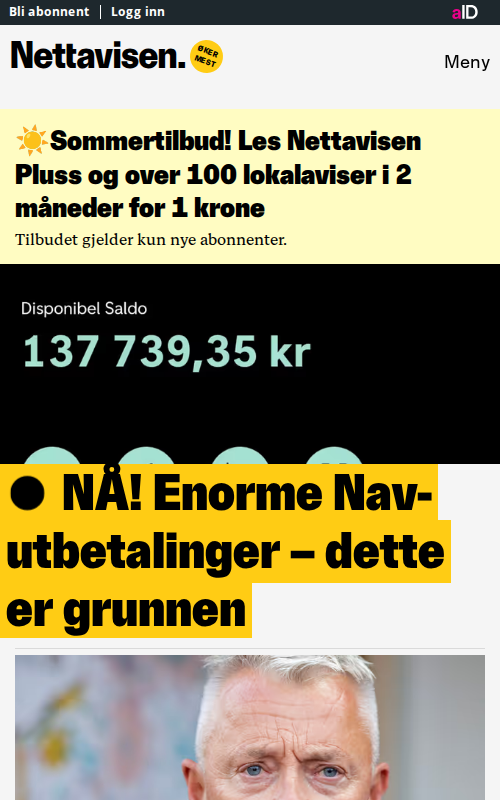 Bli abonnent | Logg inn
aID
Nettavisen.
ØKER
MEST
Meny
☀️Sommertilbud! Les Nettavisen
Pluss og over 100 lokalaviser i 2
måneder for 1 krone
Tilbudet gjelder kun nye abonnenter.
Disponibel Saldo
137 739,35 kr
● NÅ! Enorme Nav-
utbetalinger – dette
er grunnen